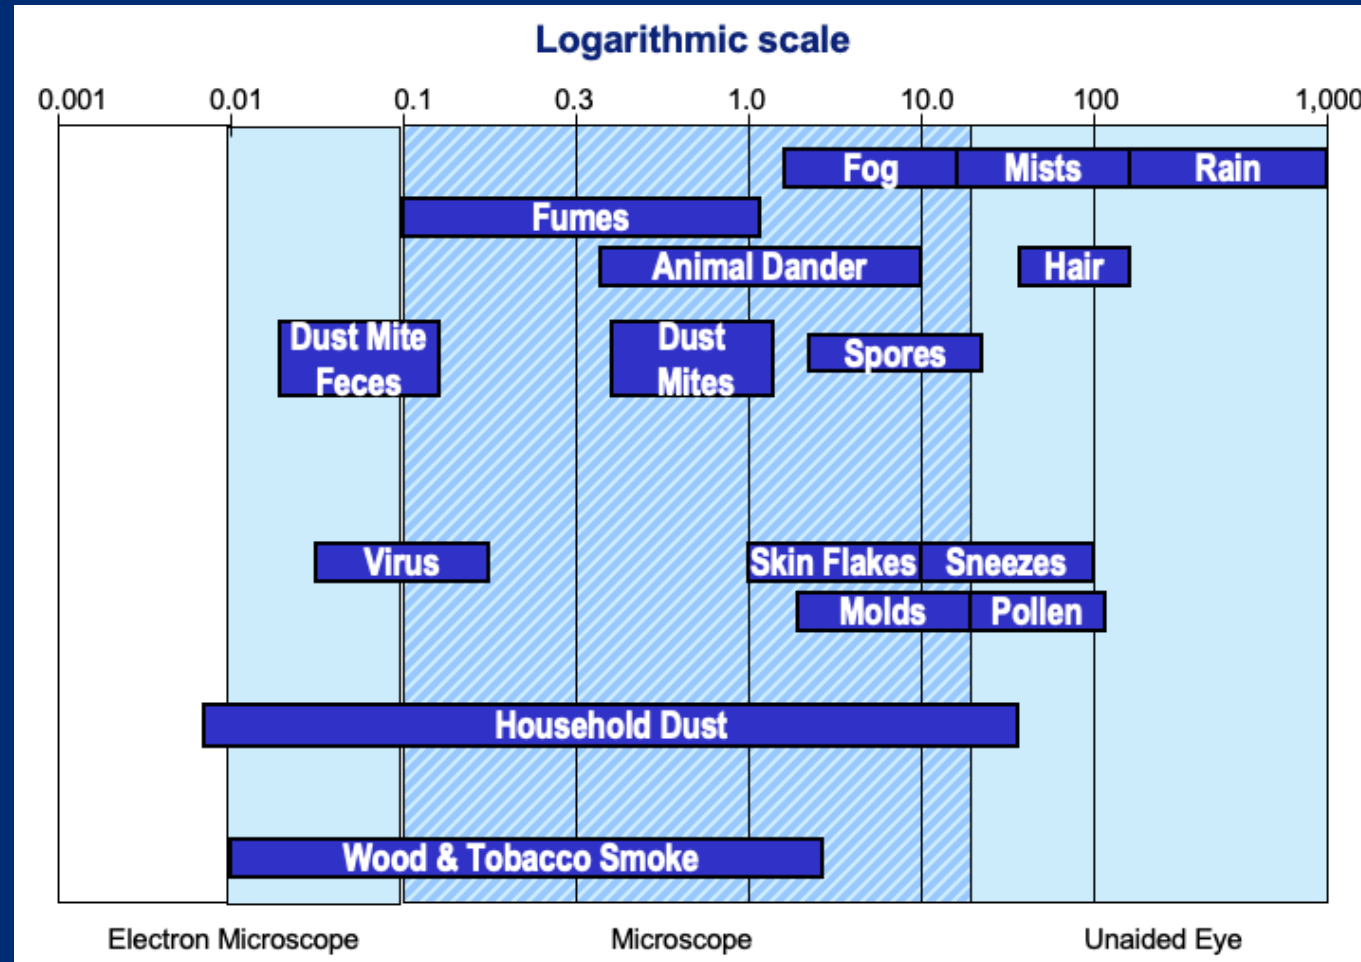 Logarithmic scale
0.001 0.01 0.1 0.3 1.0 10.0 100 1,000
Fog Mists Rain
Fumes
Animal Dander Hair
Dust Mite
Feces
Dust
Mites
Spores
Virus Skin Flakes Sneezes
Molds Pollen
Household Dust
Wood & Tobacco Smoke
Electron Microscope Microscope Unaided Eye